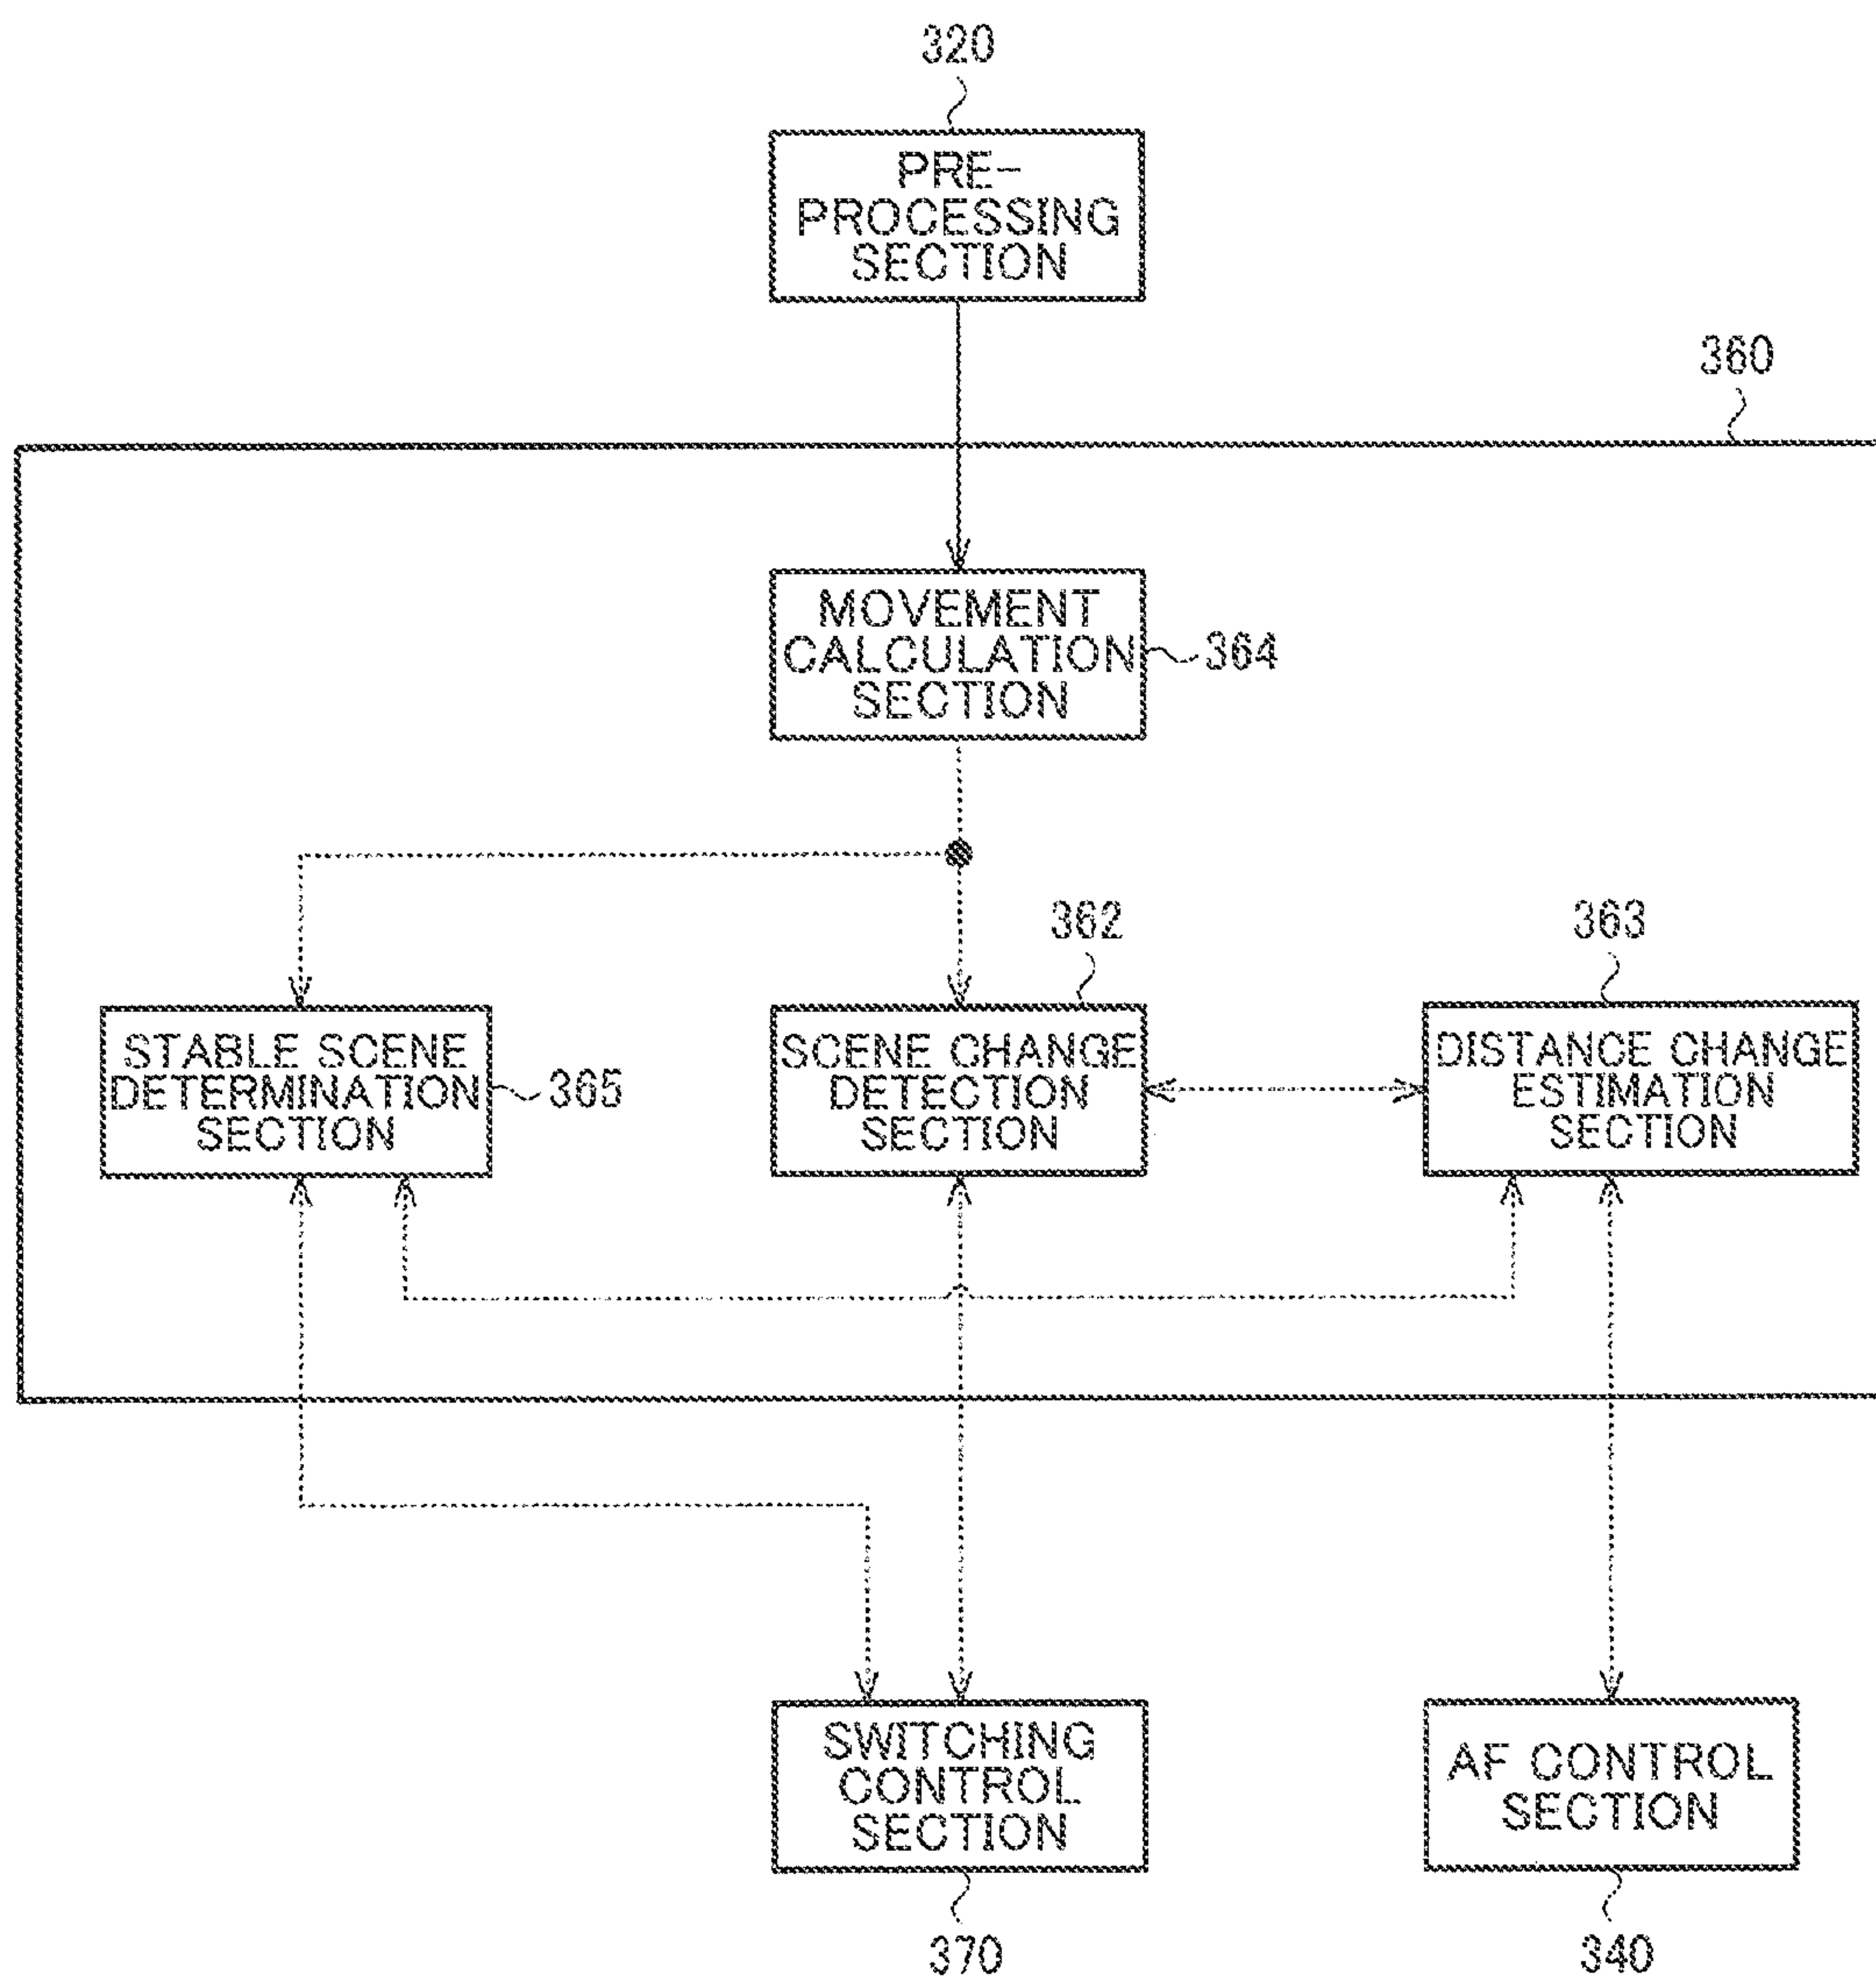 320
PRE-
PROCESSING
SECTION
360
MOVEMENT
CALCULATION
SECTION
364
362
363
STABLE SCENE
DETERMINATION
SECTION
365
SCENE CHANGE
DETECTION
SECTION
DISTANCE CHANGE
ESTIMATION
SECTION
SWITCHING
CONTROL
SECTION
AF CONTROL
SECTION
370
340